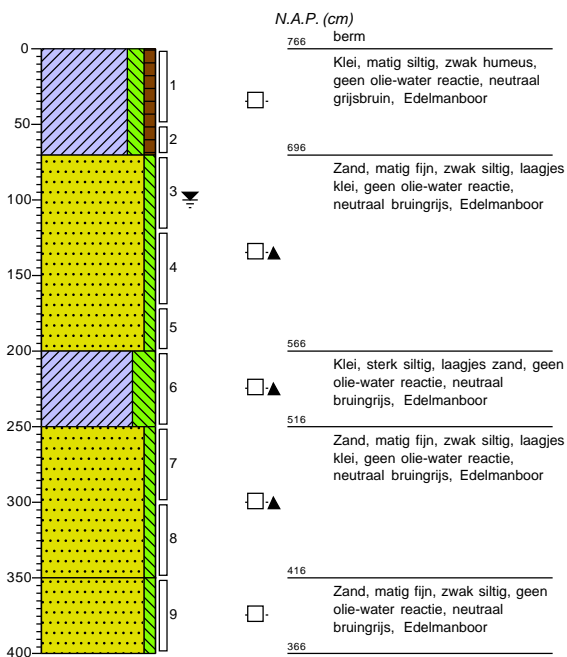 N.A.P. (cm)
0
766
berm
Klei, matig siltig, zwak humeus,
geen olie-water reactie, neutraal
grijsbruin, Edelmanboor
1
50
2
696
Zand, matig fijn, zwak siltig, laagjes
klei, geen olie-water reactie,
neutraal bruingrijs, Edelmanboor
3
100
4
150
5
200
566
Klei, sterk siltig, laagjes zand, geen
olie-water reactie, neutraal
bruingrijs, Edelmanboor
6
250
516
Zand, matig fijn, zwak siltig, laagjes
klei, geen olie-water reactie,
neutraal bruingrijs, Edelmanboor
7
300
8
350
416
Zand, matig fijn, zwak siltig, geen
olie-water reactie, neutraal
bruingrijs, Edelmanboor
9
400
366